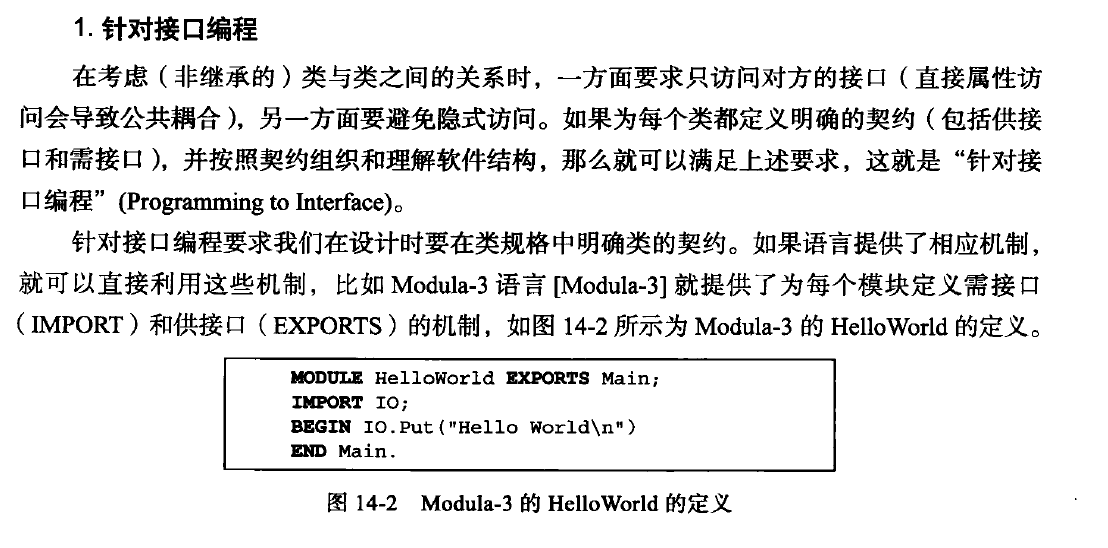 1. 针对接口编程
在考虑（非继承的）类与类之间的关系时，一方面要求只访问对方的接口（直接属性访
问会导致公共耦合），另一方面要避免隐式访问。如果为每个类都定义明确的契约（包括供接
口和需接口），并按照契约组织和理解软件结构，那么就可以满足上述要求，这就是“针对接
口编程”(Programming to Interface)。
针对接口编程要求我们在设计时要在类规格中明确类的契约。如果语言提供了相应机制，
就可以直接利用这些机制，比如 Modula-3 语言 [Modula-3] 就提供了为每个模块定义需接口
（IMPORT）和供接口（EXPORTS）的机制，如图 14-2 所示为 Modula-3 的 HelloWorld 的定义。
MODULE HelloWorld EXPORTS Main;
IMPORT IO;
BEGIN IO.Put("Hello World\n")
END Main.
图 14-2 Modula-3 的 HelloWorld 的定义